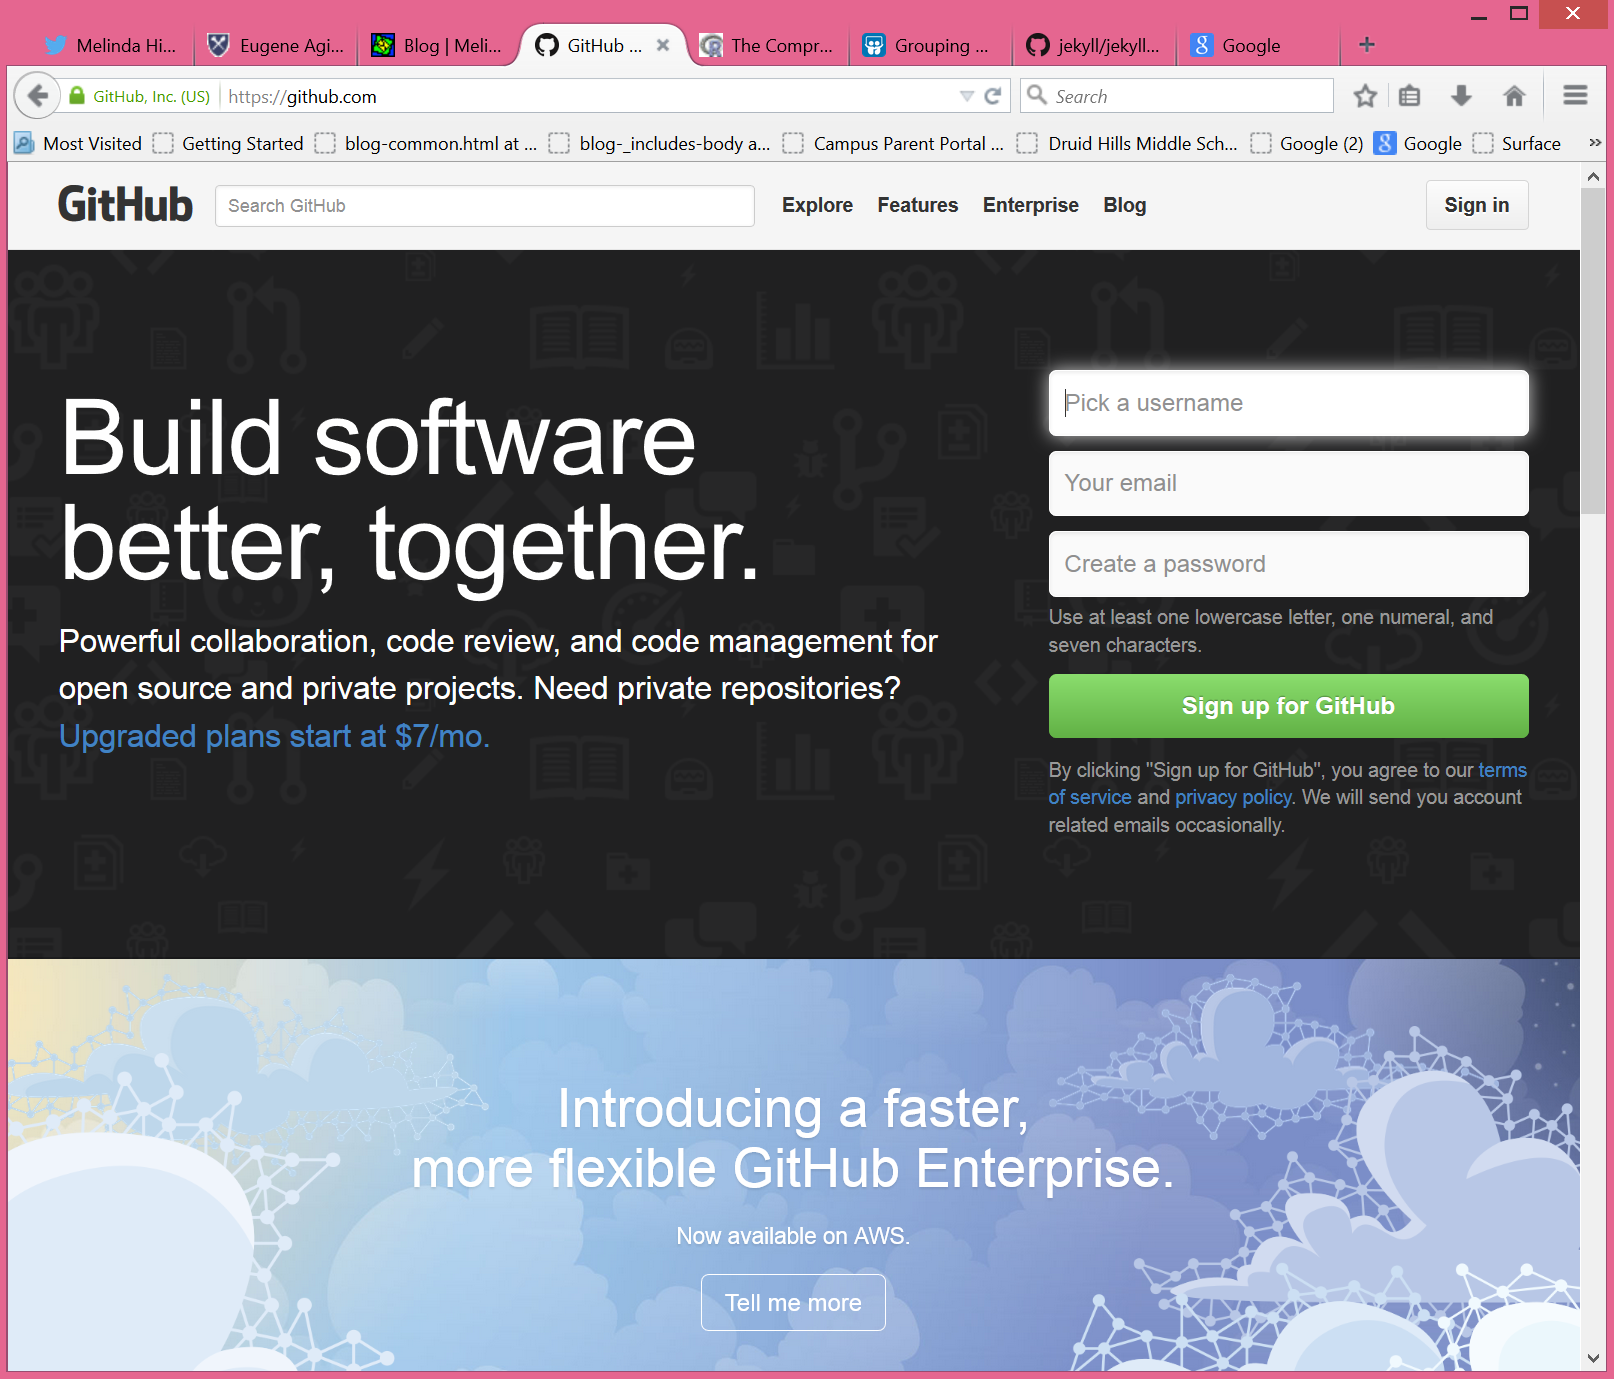 Melinda Hi...
Eugene Agi...
Blog | Meli...
GitHub ...
The Compr...
Grouping ...
jekyll/jekyll...
Google
GitHub, Inc. (US)
https://github.com
Search
Most Visited
Getting Started
blog-common.html at ...
blog-_includes-body a...
Campus Parent Portal ...
Druid Hills Middle Sch...
Google (2)
Google
Surface
GitHub
Search GitHub
Explore
Features
Enterprise
Blog
Sign in
Build software
better, together.
Powerful collaboration, code review, and code management for
open source and private projects. Need private repositories?
Upgraded plans start at $7/mo.
Pick a username
Your email
Create a password
Use at least one lowercase letter, one numeral, and
seven characters.
Sign up for GitHub
By clicking "Sign up for GitHub", you agree to our terms
of service and privacy policy. We will send you account
related emails occasionally.
Introducing a faster,
more flexible GitHub Enterprise.
Now available on AWS.
Tell me more